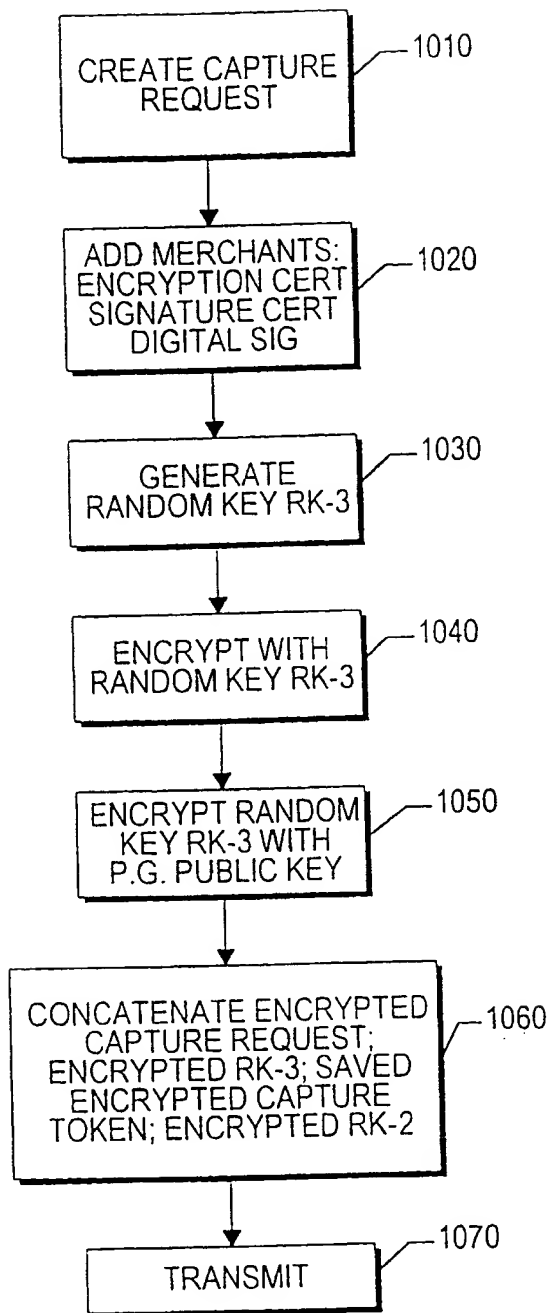 CREATE CAPTURE
REQUEST
1010
ADD MERCHANTS:
ENCRYPTION CERT
SIGNATURE CERT
DIGITAL SIG
1020
GENERATE
RANDOM KEY RK-3
1030
ENCRYPT WITH
RANDOM KEY RK-3
1040
ENCRYPT RANDOM
KEY RK-3 WITH
P.G. PUBLIC KEY
1050
CONCATENATE ENCRYPTED
CAPTURE REQUEST;
ENCRYPTED RK-3; SAVED
ENCRYPTED CAPTURE
TOKEN; ENCRYPTED RK-2
1060
TRANSMIT
1070